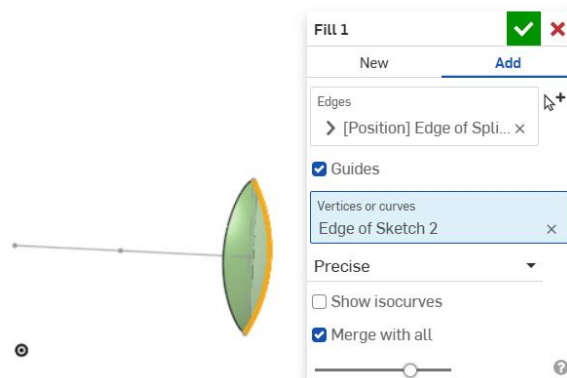 Fill 1
New
Add
Edges
[Position] Edge of Spli...
Guides
Vertices or curves
Edge of Sketch 2
Precise
Show isocurves
Merge with all